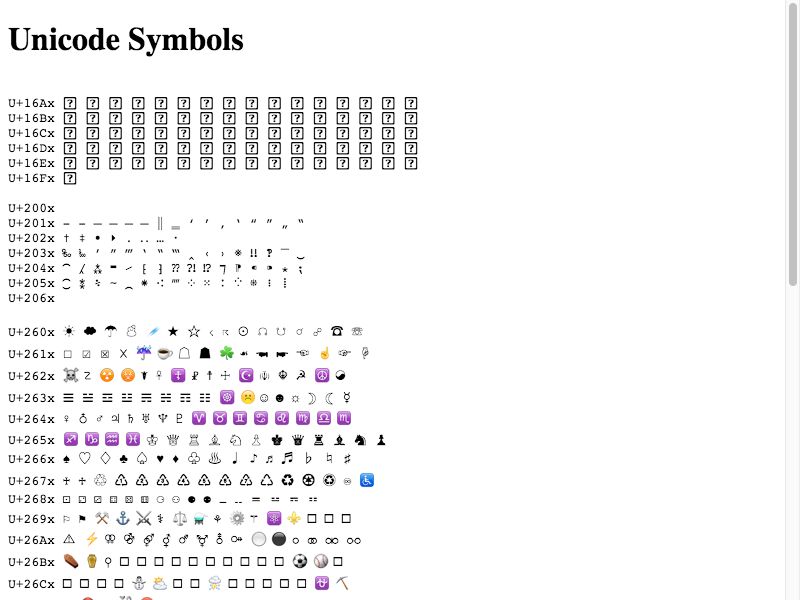 Unicode Symbols
U+16Ax
U+16Bx
U+16Cx
U+16Dx
U+16Ex
U+16Fx
U+200x
U+201x ‐ ‑ ‒ – — ― ‖ ‗ ‘ ’ ‚ ‛ “ ” „ ‟
U+202x † ‡ • ‣ ․ ‥ … ‧
U+203x ‰ ‱ ′ ″ ‴ ‵ ‶ ‷ ‸ ‹ › ※ ‼ ‽ ‾ ‿
U+204x ⁀ ⁁ ⁂ ⁃ ⁄ ⁅ ⁆ ⁇ ⁈ ⁉ ⁊ ⁋ ⁌ ⁍ ⁎ ⁏
U+205x ⁐ ⁑ ⁒ ⁓ ⁔ ⁕ ⁖ ⁗ ⁘ ⁙ ⁚ ⁛ ⁜ ⁝ ⁞
U+206x
U+260x ☀ ☁ ☂ ☃ ☄ ★ ☆ ☇ ☈ ☉ ☊ ☋ ☌ ☍ ☎ ☏
U+261x ☐ ☑ ☒ ☓ ☔ ☕ ☖ ☗ ☘ ☙ ☚ ☛ ☜ ☝ ☞ ☟
U+262x ☠ ☡ ☢ ☣ ☤ ☥ ☦ ☧ ☨ ☩ ☪ ☫ ☬ ☭ ☮ ☯
U+263x ☰ ☱ ☲ ☳ ☴ ☵ ☶ ☷ ☸ ☹ ☺ ☻ ☼ ☽ ☾ ☿
U+264x ♀ ♁ ♂ ♃ ♄ ♅ ♆ ♇ ♈ ♉ ♊ ♋ ♌ ♍ ♎ ♏
U+265x ♐ ♑ ♒ ♓ ♔ ♕ ♖ ♗ ♘ ♙ ♚ ♛ ♜ ♝ ♞ ♟
U+266x ♠ ♡ ♢ ♣ ♤ ♥ ♦ ♧ ♨ ♩ ♪ ♫ ♬ ♭ ♮ ♯
U+267x ♰ ♱ ♲ ♳ ♴ ♵ ♶ ♷ ♸ ♹ ♺ ♻ ♼ ♽ ♾ ♿
U+268x ⚀ ⚁ ⚂ ⚃ ⚄ ⚅ ⚆ ⚇ ⚈ ⚉ ⚊ ⚋ ⚌ ⚍ ⚎ ⚏
U+269x ⚐ ⚑ ⚒ ⚓ ⚔ ⚕ ⚖ ⚗ ⚘ ⚙ ⚚ ⚛ ⚜
U+26Ax ⚠ ⚡ ⚢ ⚣ ⚤ ⚥ ⚦ ⚧ ⚨ ⚩ ⚪ ⚫ ⚬ ⚭ ⚮ ⚯
U+26Bx ⚰ ⚱ ⚲ ⚽ ⚾
U+26Cx ⛄ ⛅ ⛈ ⛎ ⛏